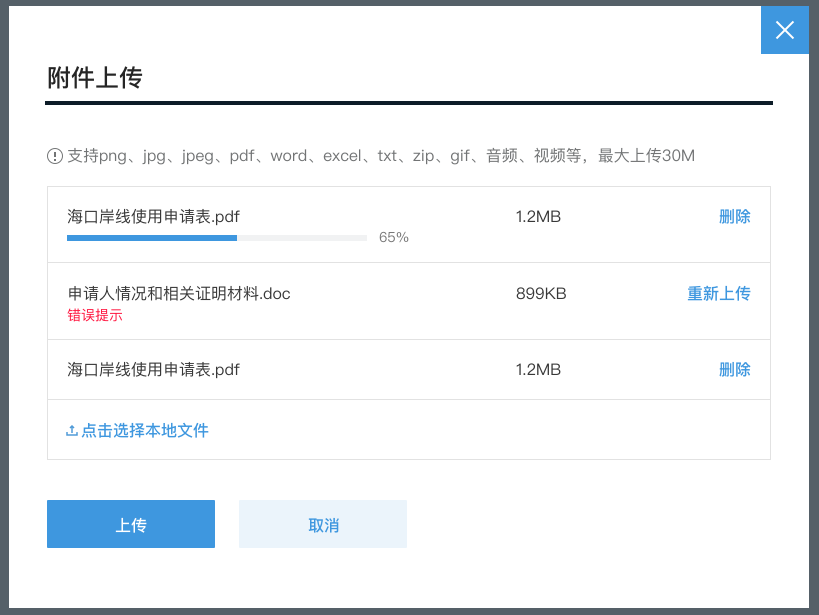 附件上传
支持png、jpg、jpeg、pdf、word、excel、txt、zip、gif、音频、视频等，最大上传30M
海口岸线使用申请表.pdf 1.2MB 删除
65%
申请人情况和相关证明材料.doc 899KB 重新上传
错误提示
海口岸线使用申请表.pdf 1.2MB 删除
点击选择本地文件
上传 取消